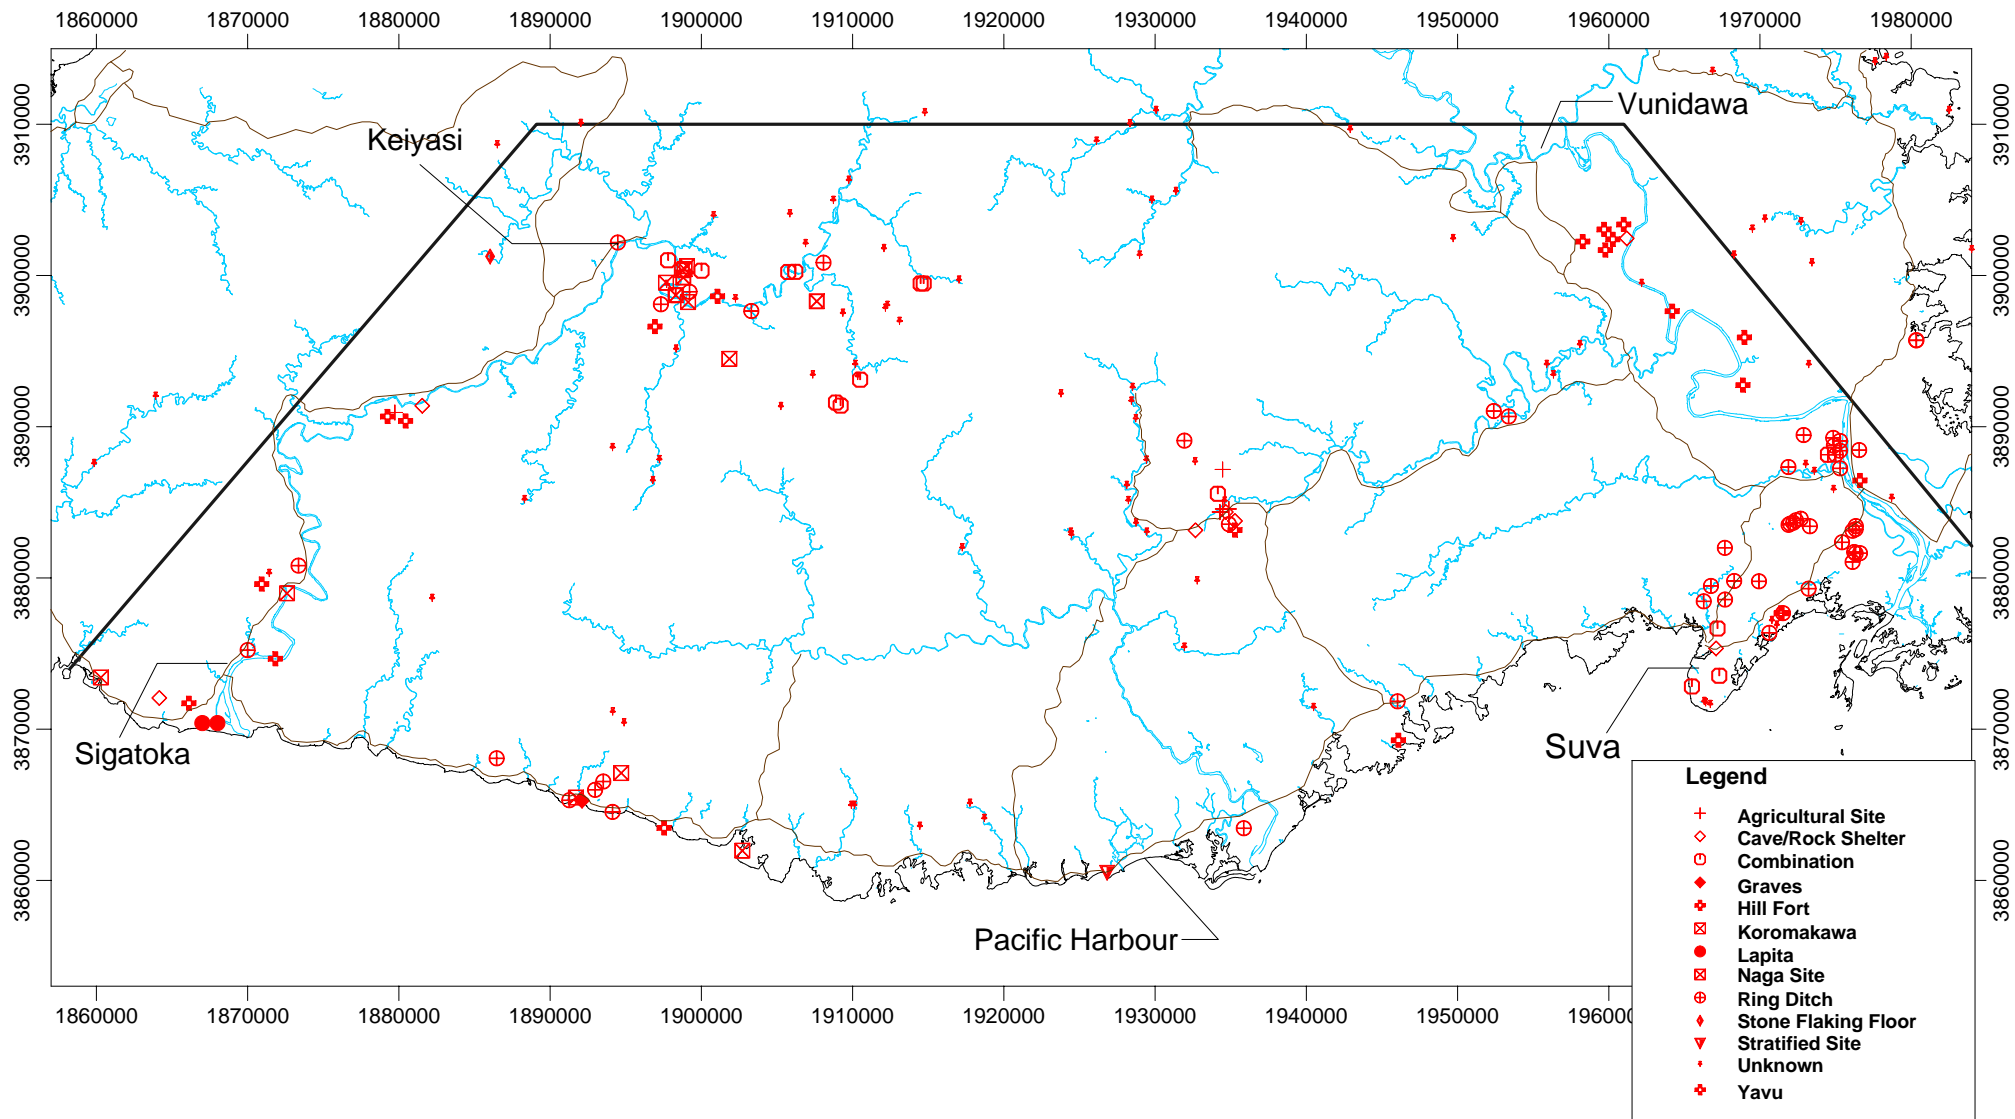 1860000 1870000 1880000 1890000 1900000 1910000 1920000 1930000 1940000 1950000 1960000 1970000 1980000
3910000
3900000
3890000
3880000
3870000
3860000
Keiyasi
Vunidawa
Sigatoka
Suva
Pacific Harbour
3910000
3900000
3890000
3880000
3870000
3860000
1860000 1870000 1880000 1890000 1900000 1910000 1920000 1930000 1940000 1950000
Legend
Agricultural Site
Cave/Rock Shelter
Combination
Graves
Hill Fort
Koromakawa
Lapita
Naga Site
Ring Ditch
Stone Flaking Floor
Stratified Site
Unknown
Yavu